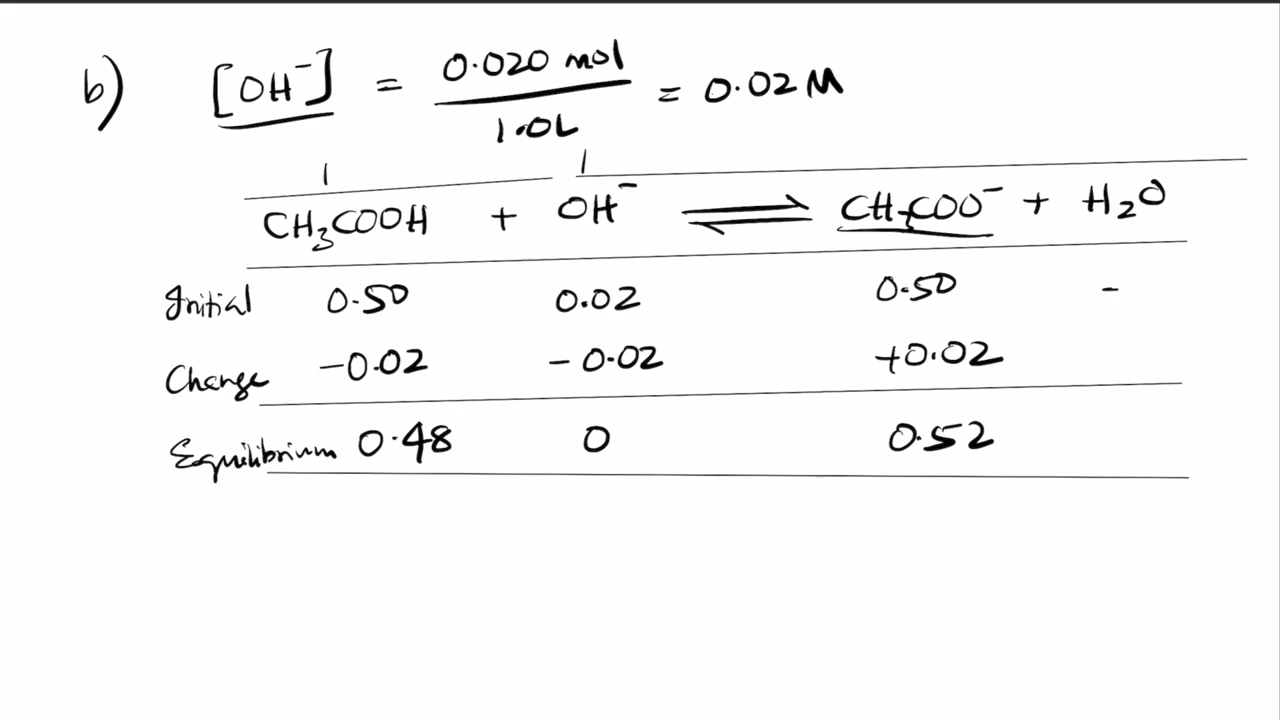 b) [OH⁻] = 0.020 mol / 1.0L = 0.02 M
1 1
CH₃COOH + OH⁻ ⇌ CH₃COO⁻ + H₂O
Initial 0.50 0.02 0.50 -
Change -0.02 -0.02 +0.02
Equilibrium 0.48 0 0.52